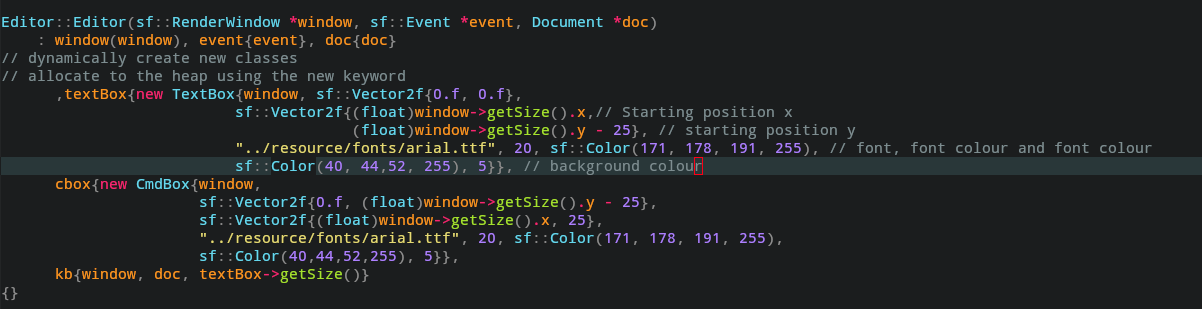 Editor::Editor(sf::RenderWindow *window, sf::Event *event, Document *doc)
    : window(window), event{event}, doc{doc}
// dynamically create new classes
// allocate to the heap using the new keyword
      ,textBox{new TextBox{window, sf::Vector2f{0.f, 0.f},
                          sf::Vector2f{(float)window->getSize().x,// Starting position x
                                       (float)window->getSize().y - 25}, // starting position y
                          "../resource/fonts/arial.ttf", 20, sf::Color(171, 178, 191, 255), // font, font colour and font colour
                          sf::Color(40, 44,52, 255), 5}}, // background colour
      cbox{new CmdBox{window,
                      sf::Vector2f{0.f, (float)window->getSize().y - 25},
                      sf::Vector2f{(float)window->getSize().x, 25},
                      "../resource/fonts/arial.ttf", 20, sf::Color(171, 178, 191, 255),
                      sf::Color(40,44,52,255), 5}},
      kb{window, doc, textBox->getSize()}
{}